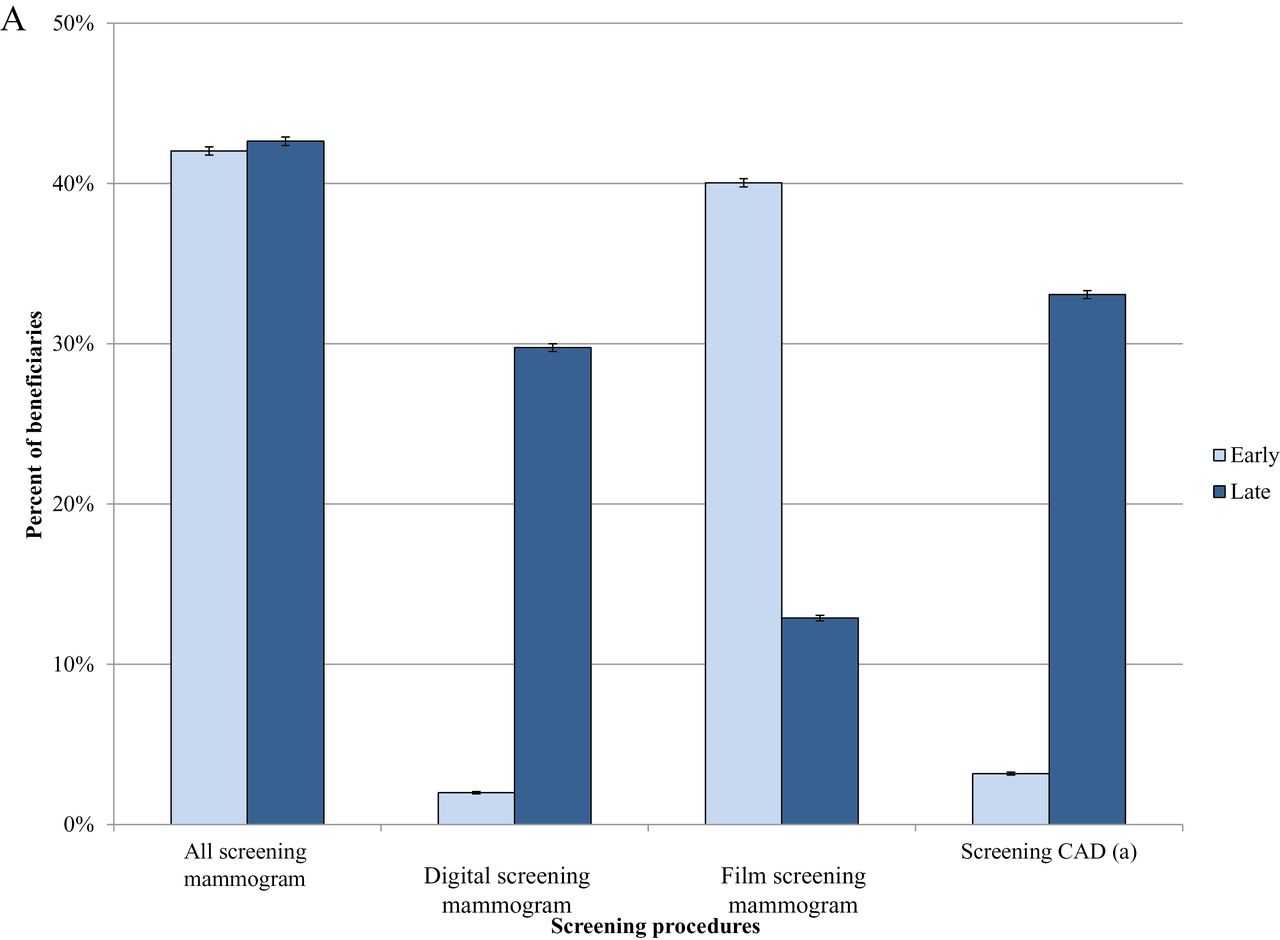 A
50%
40%
30%
20%
10%
0%
Percent of beneficiaries
All screening
mammogram
Digital screening
mammogram
Film screening
mammogram
Screening CAD (a)
Screening procedures
Early
Late